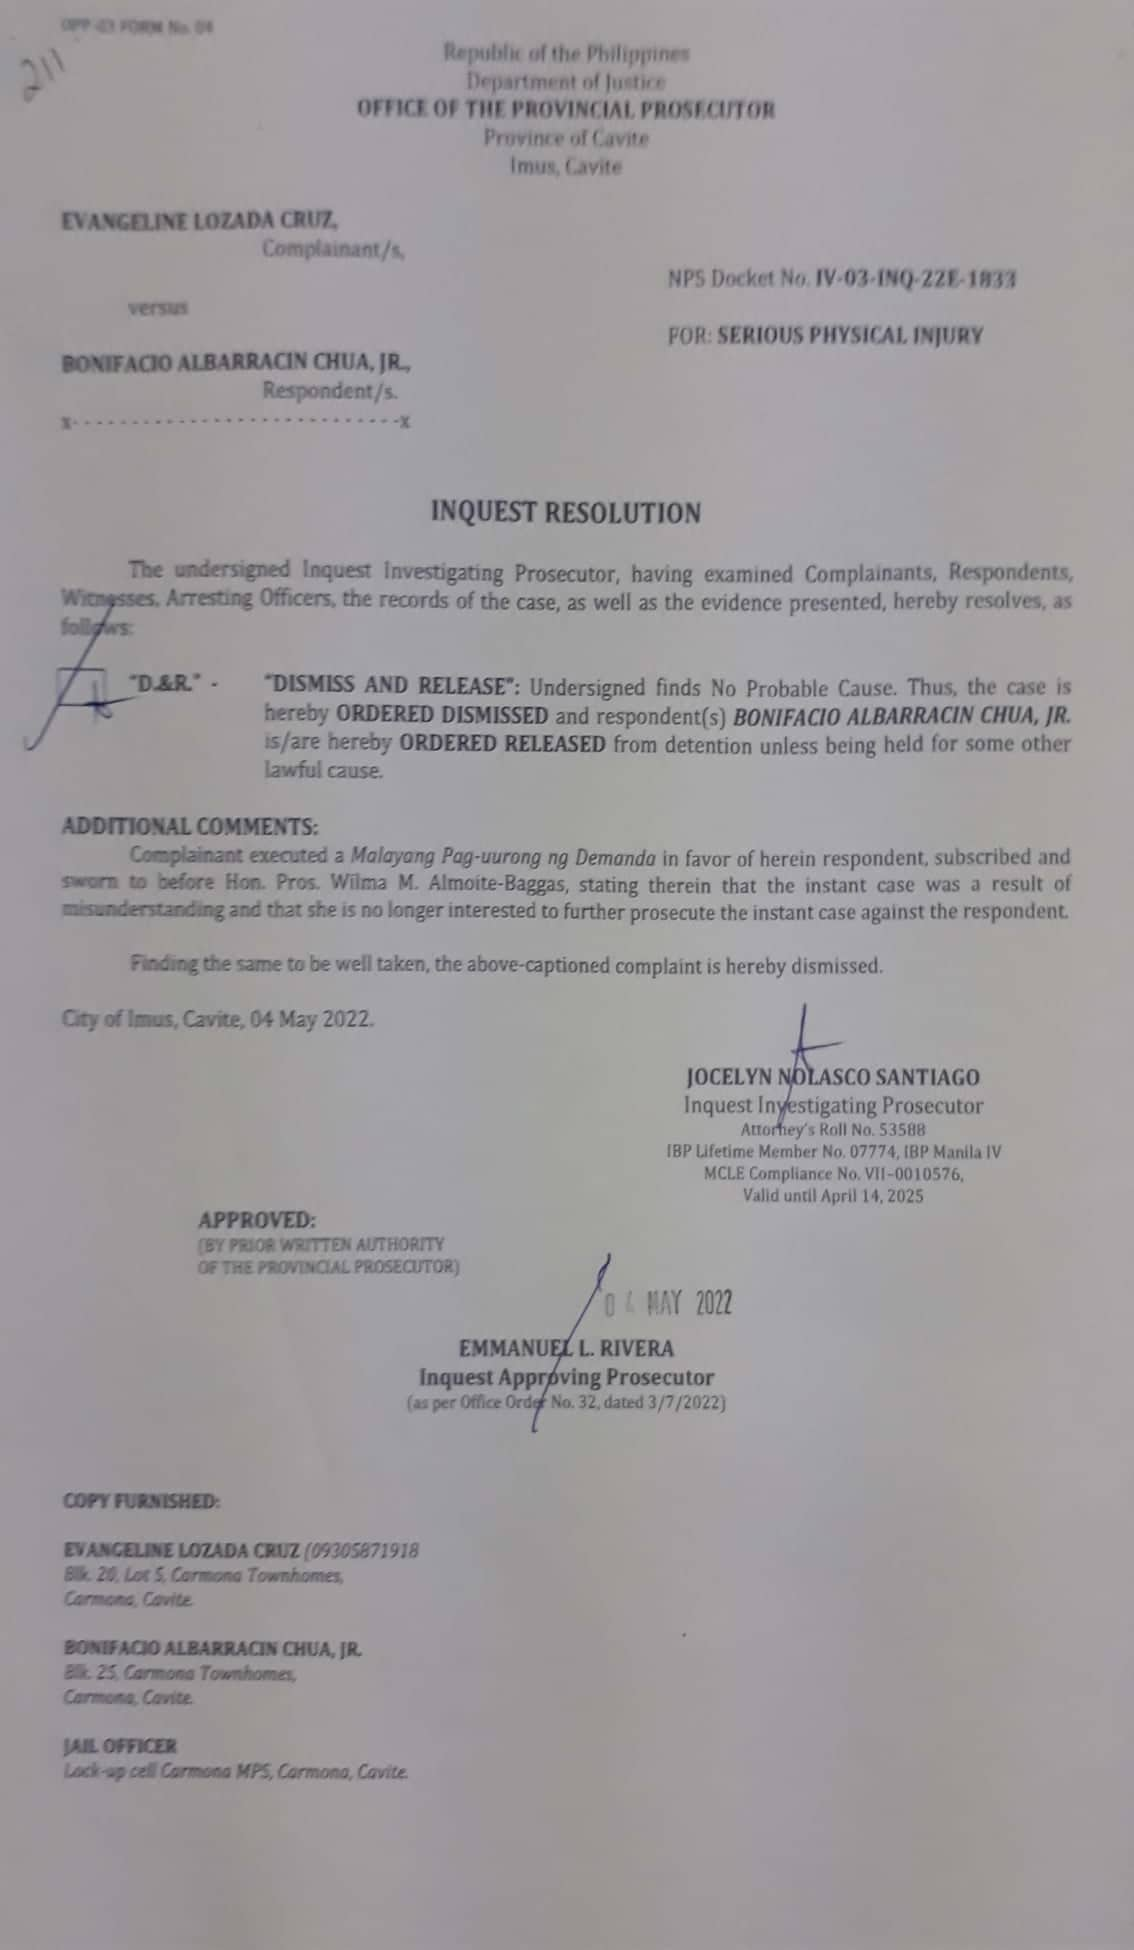 OPP-03 FORM No. 04
211
Republic of the Philippines
Department of Justice
OFFICE OF THE PROVINCIAL PROSECUTOR
Province of Cavite
Imus, Cavite
EVANGELINE LOZADA CRUZ,
Complainant/s,
NPS Docket No. IV-03-INQ-22E-1833
versus
FOR: SERIOUS PHYSICAL INJURY
BONIFACIO ALBARRACIN CHUA, JR.,
Respondent/s.
x- - - - - - - - - - - - - - - - - - - - - - - - - - - -x
INQUEST RESOLUTION
The undersigned Inquest Investigating Prosecutor, having examined Complainants, Respondents,
Witnesses, Arresting Officers, the records of the case, as well as the evidence presented, hereby resolves, as
follows:
"D.&R." - "DISMISS AND RELEASE": Undersigned finds No Probable Cause. Thus, the case is
hereby ORDERED DISMISSED and respondent(s) BONIFACIO ALBARRACIN CHUA, JR.
is/are hereby ORDERED RELEASED from detention unless being held for some other
lawful cause.
ADDITIONAL COMMENTS:
Complainant executed a Malayang Pag-uurong ng Demanda in favor of herein respondent, subscribed and
sworn to before Hon. Pros. Wilma M. Almoite-Baggas, stating therein that the instant case was a result of
misunderstanding and that she is no longer interested to further prosecute the instant case against the respondent.
Finding the same to be well taken, the above-captioned complaint is hereby dismissed.
City of Imus, Cavite, 04 May 2022.
JOCELYN NOLASCO SANTIAGO
Inquest Investigating Prosecutor
Attorney's Roll No. 53588
IBP Lifetime Member No. 07774, IBP Manila IV
MCLE Compliance No. VII-0010576,
Valid until April 14, 2025
APPROVED:
(BY PRIOR WRITTEN AUTHORITY
OF THE PROVINCIAL PROSECUTOR)
04 MAY 2022
EMMANUEL L. RIVERA
Inquest Approving Prosecutor
(as per Office Order No. 32, dated 3/7/2022)
COPY FURNISHED:
EVANGELINE LOZADA CRUZ (09305871918
Blk. 20, Lot 5, Carmona Townhomes,
Carmona, Cavite.
BONIFACIO ALBARRACIN CHUA, JR.
Blk. 25, Carmona Townhomes,
Carmona, Cavite.
JAIL OFFICER
Lock-up cell Carmona MPS, Carmona, Cavite.